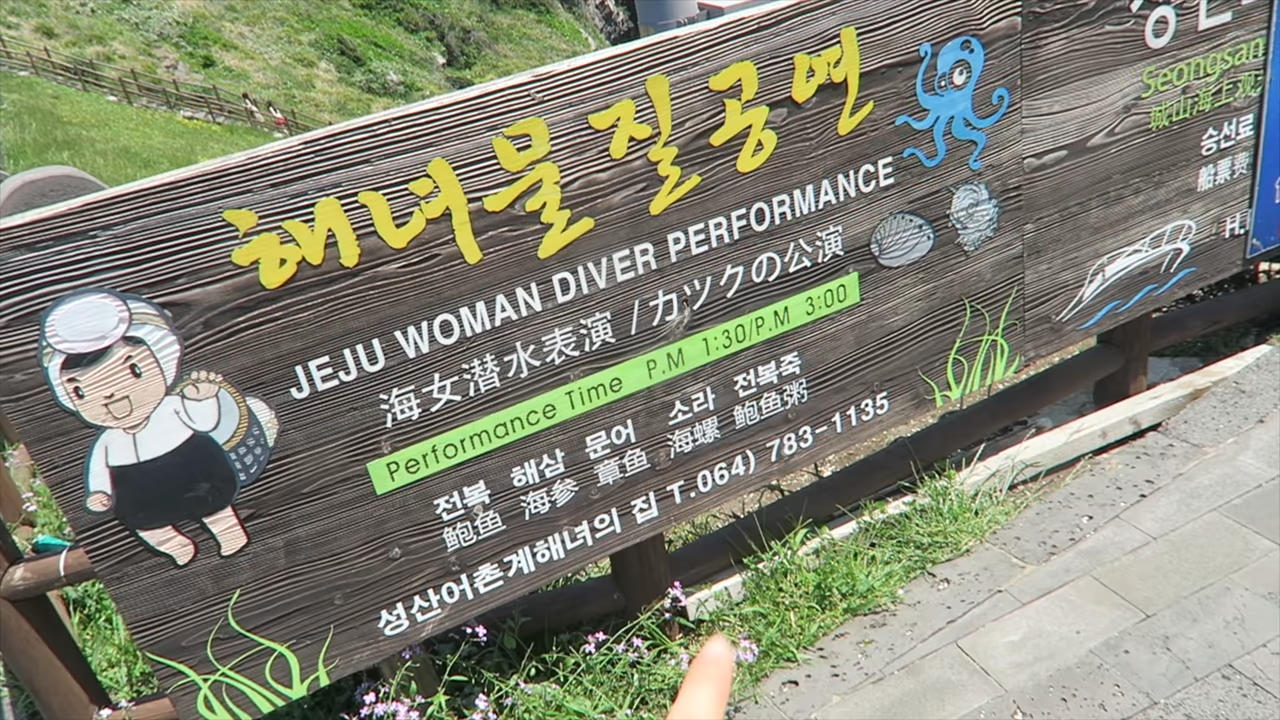 해녀물질공연
JEJU WOMAN DIVER PERFORMANCE
海女潜水表演 / カツクの公演
Performance Time P.M 1:30/P.M 3:00
전복 해삼 문어 소라 전복죽
鲍鱼 海参 章鱼 海螺 鲍鱼粥
성산어촌계해녀의 집 T.064) 783-1135
Seongsan
城山海上观
승선료
船票费
H.